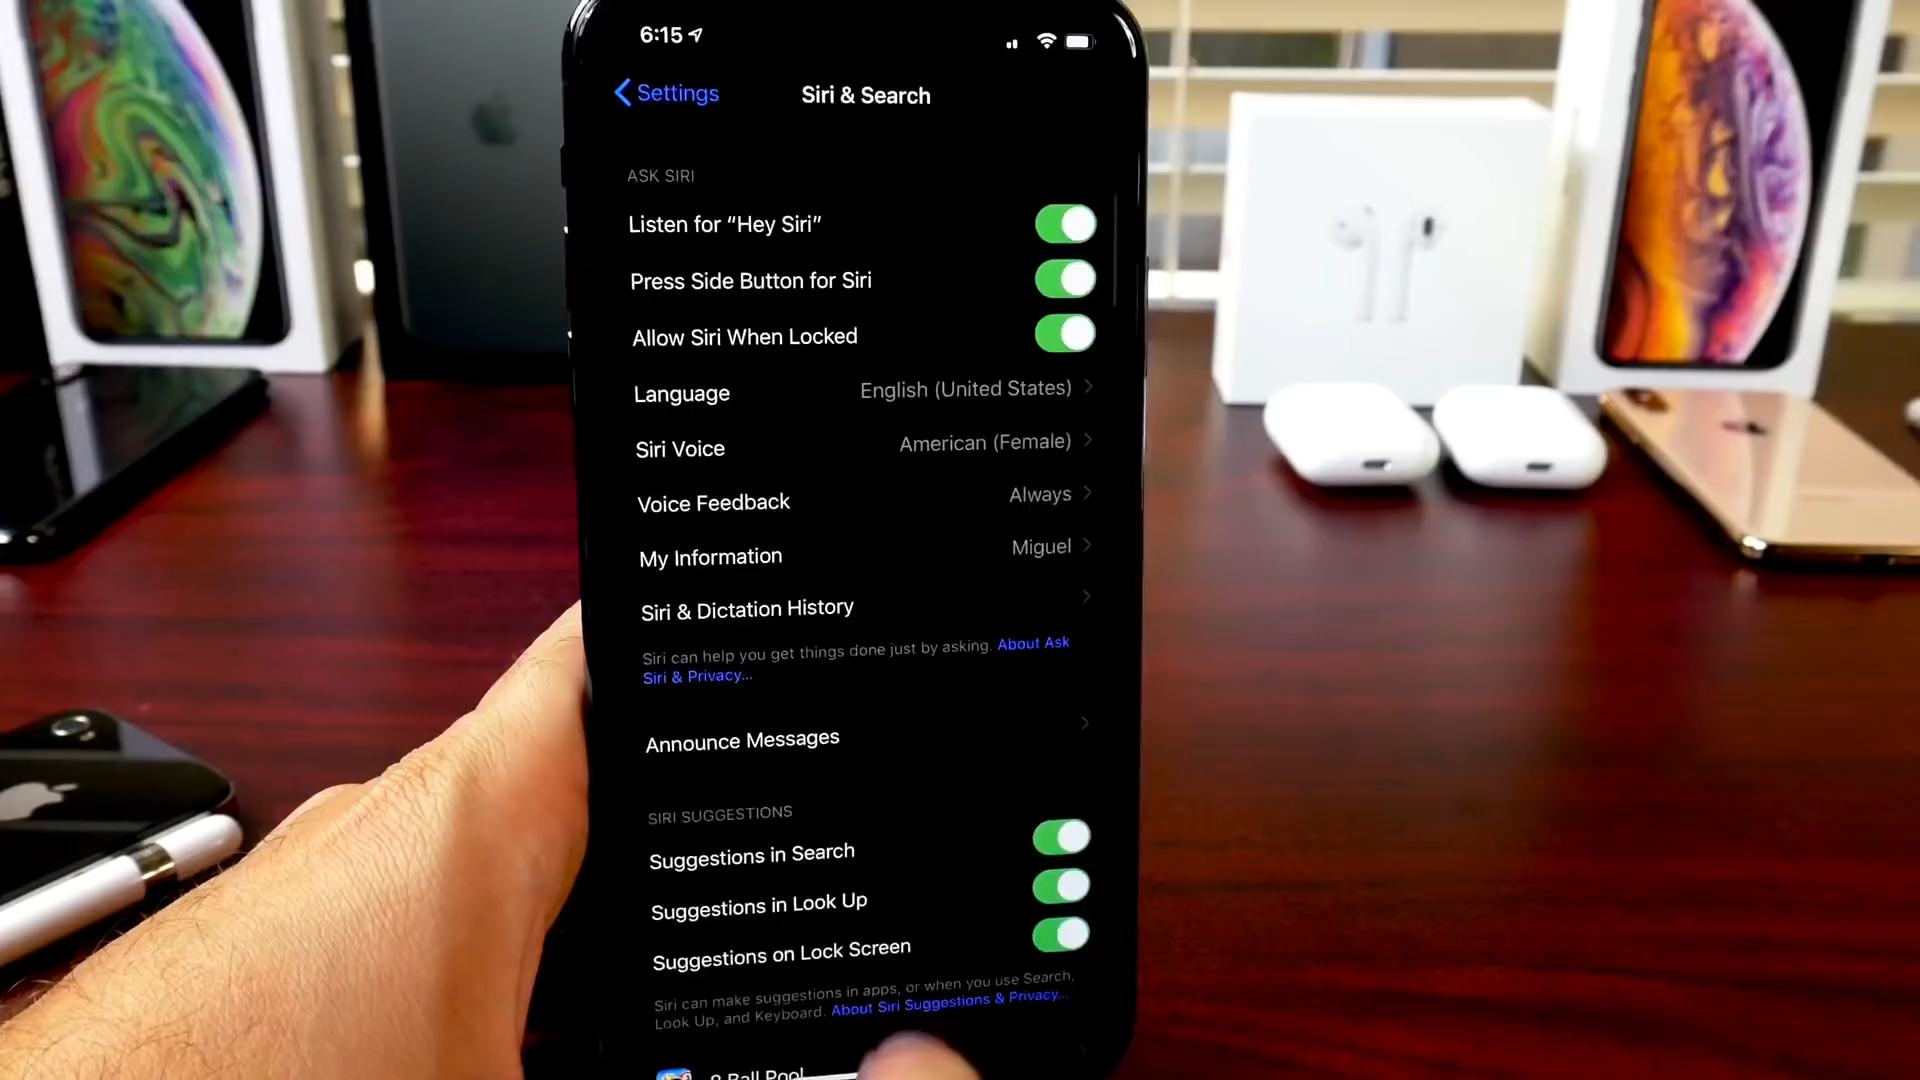 6:15
Settings
Siri & Search
ASK SIRI
Listen for “Hey Siri”
Press Side Button for Siri
Allow Siri When Locked
Language English (United States)
Siri Voice American (Female)
Voice Feedback Always
My Information Miguel
Siri & Dictation History
Siri can help you get things done just by asking. About Ask
Siri & Privacy...
Announce Messages
SIRI SUGGESTIONS
Suggestions in Search
Suggestions in Look Up
Suggestions on Lock Screen
Siri can make suggestions in apps, or when you use Search,
Look Up, and Keyboard. About Siri Suggestions & Privacy...
8 Ball Pool